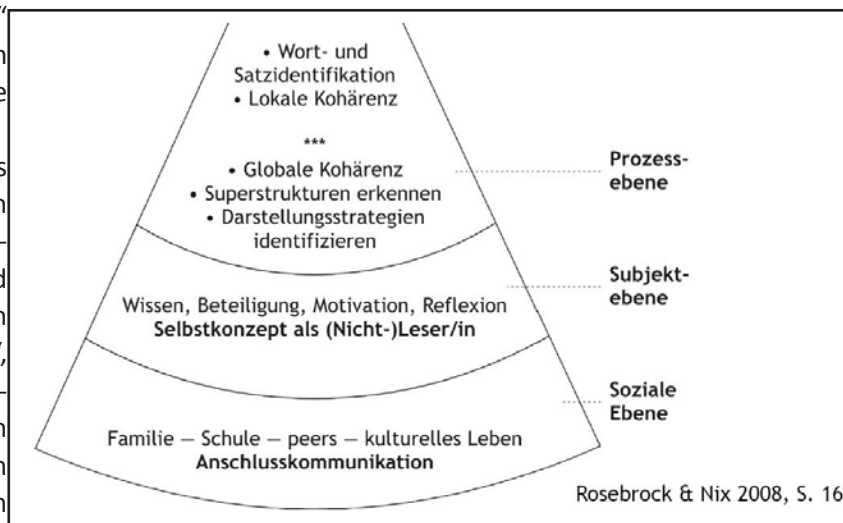 • Wort- und
Satzidentifikation
• Lokale Kohärenz
***
• Globale Kohärenz
• Superstrukturen erkennen
• Darstellungsstrategien
identifizieren
Prozess-
ebene
Wissen, Beteiligung, Motivation, Reflexion
Selbstkonzept als (Nicht-)Leser/in
Subjekt-
ebene
Familie — Schule — peers — kulturelles Leben
Anschlusskommunikation
Soziale
Ebene
Rosebrock & Nix 2008, S. 16